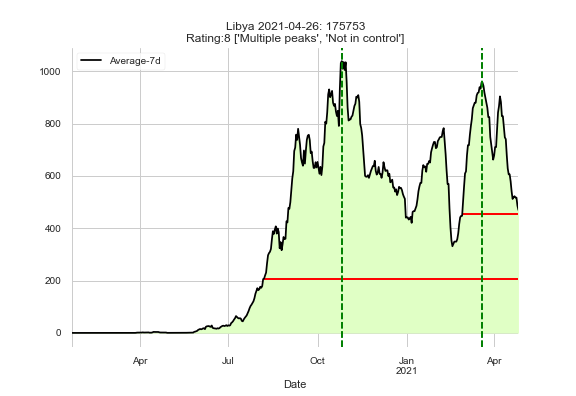 Libya 2021-04-26: 175753
Rating:8 ['Multiple peaks', 'Not in control']
Average-7d
1000
800
600
400
200
0
Apr
Jul
Oct
Jan
2021
Apr
Date